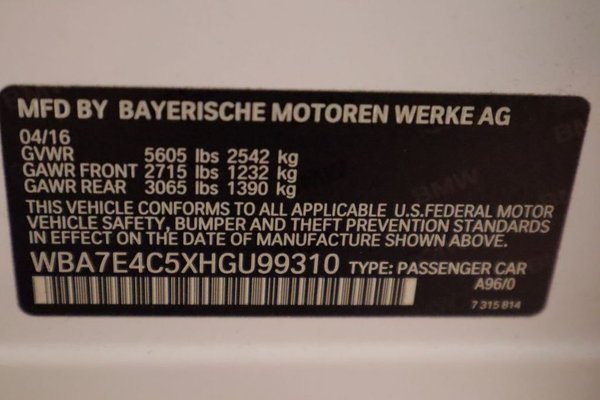 MFD BY BAYERISCHE MOTOREN WERKE AG
04/16
GVWR 5605 lbs 2542 kg
GAWR FRONT 2715 lbs 1232 kg
GAWR REAR 3065 lbs 1390 kg
THIS VEHICLE CONFORMS TO ALL APPLICABLE U.S.FEDERAL MOTOR
VEHICLE SAFETY, BUMPER AND THEFT PREVENTION STANDARDS
IN EFFECT ON THE DATE OF MANUFACTURE SHOWN ABOVE.
WBA7E4C5XHGU99310 TYPE: PASSENGER CAR
A96/0
7 315 814
BMW